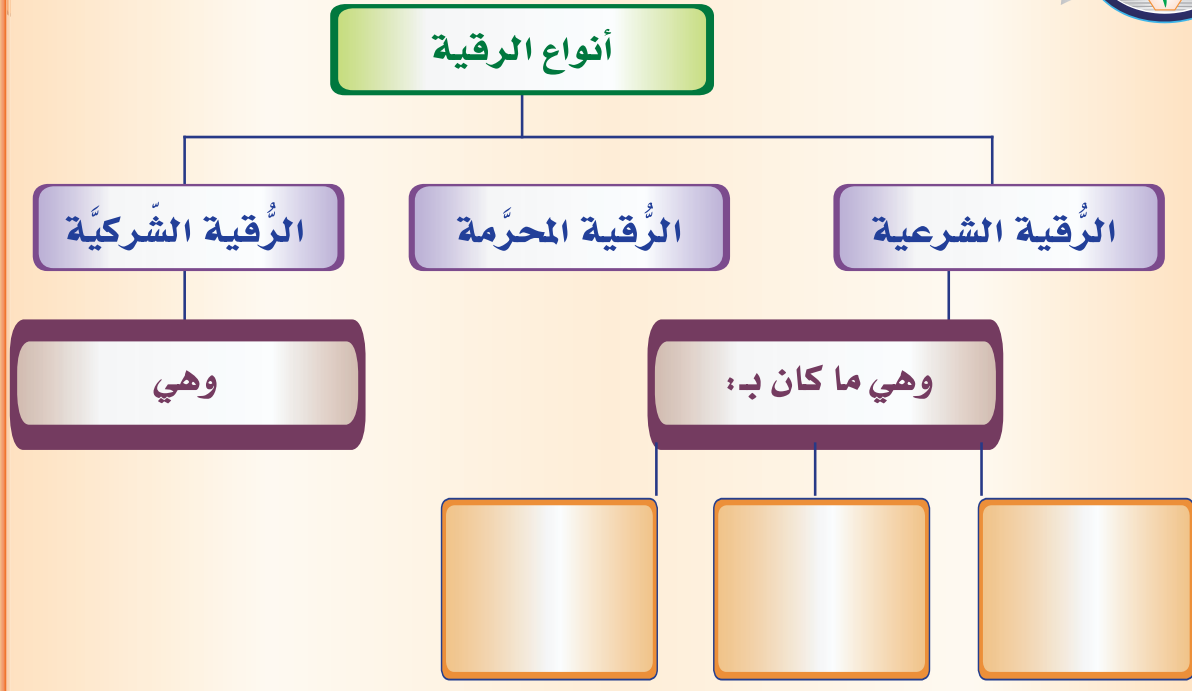 أنواع الرقية
الرُّقية الشرعية
الرُّقية المحرَّمة
الرُّقية الشّركيَّة
وهي ما كان بـ:
وهي